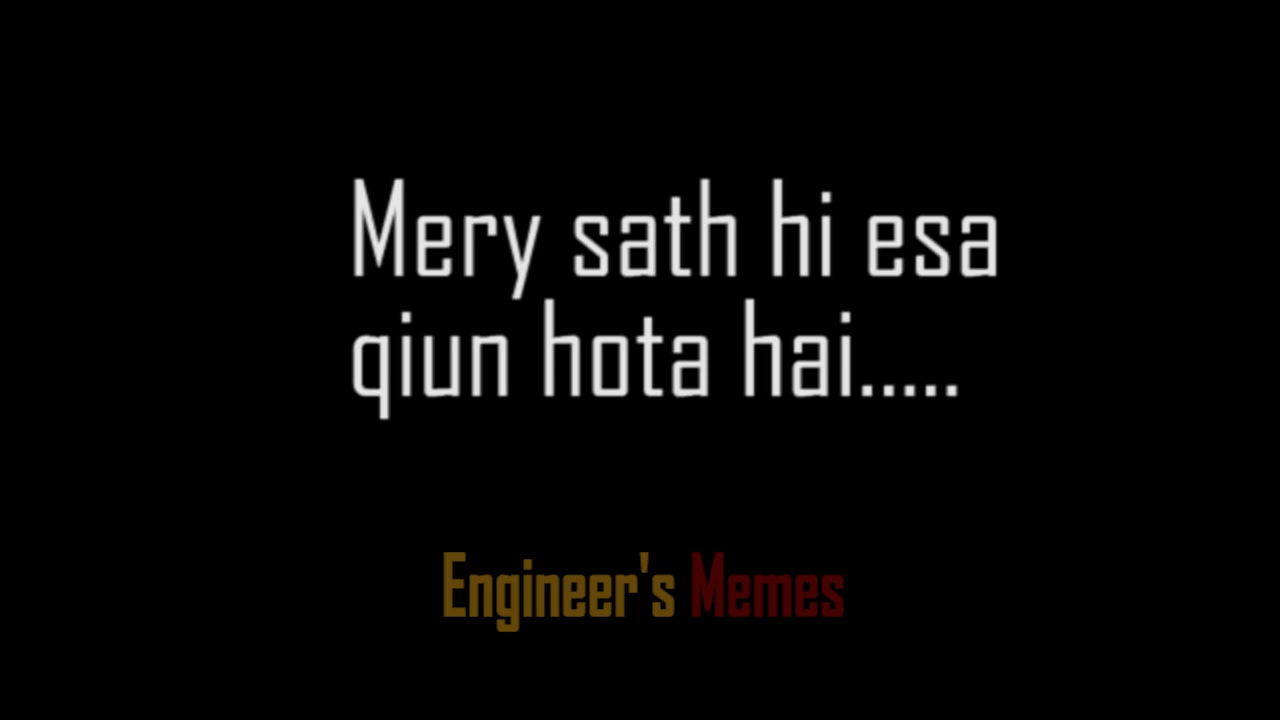 Mery sath hi esa
qiun hota hai.....
Engineer's Memes